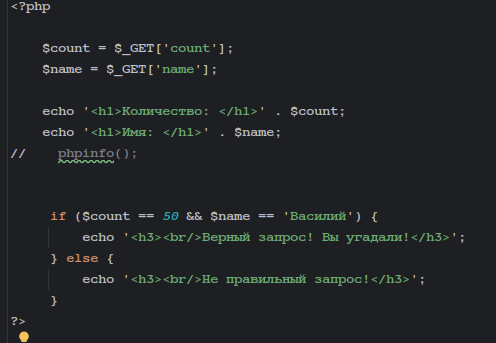 <?php
$count = $_GET['count'];
$name = $_GET['name'];
echo '<h1>Количество: </h1>' . $count;
echo '<h1>Имя: </h1>' . $name;
// phpinfo();
if ($count == 50 && $name == 'Василий') {
echo '<h3><br/>Верный запрос! Вы угадали!</h3>';
} else {
echo '<h3><br/>Не правильный запрос!</h3>';
}
?>